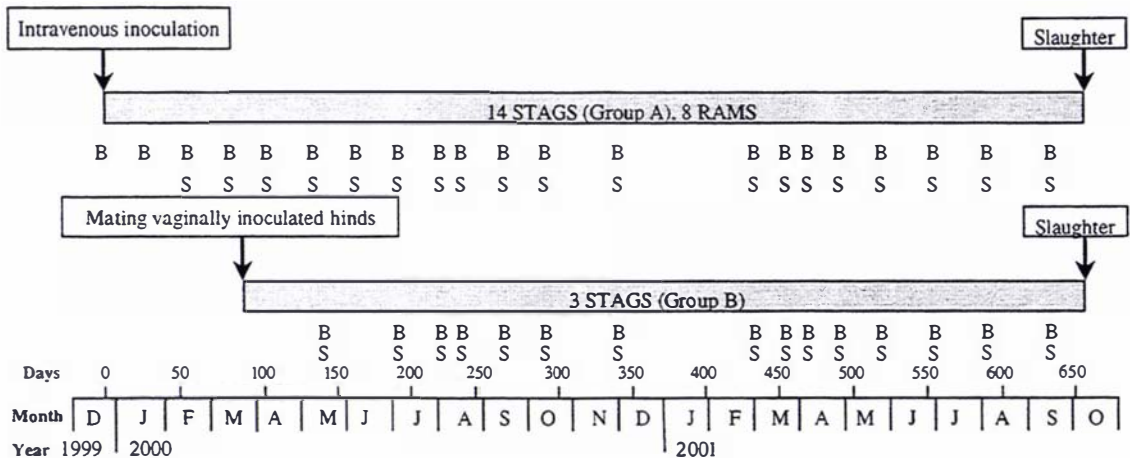 Intravenous inoculation
Slaughter
14 STAGS (Group A). 8 RAMS
B B B B B B B B B B B B B B B B B B B B B
S S S S S S S S S S S S S S S S S S S
Mating vaginally inoculated hinds
Slaughter
3 STAGS (Group B)
B B B B B B B B B B B B B B B
S S S S S S S S S S S S S S S
Days 0 50 100 150 200 250 300 350 400 450 500 550 600 650
Month D J F M A M J J A S O N D J F M A M J J A S O
Year 1999 2000 2001